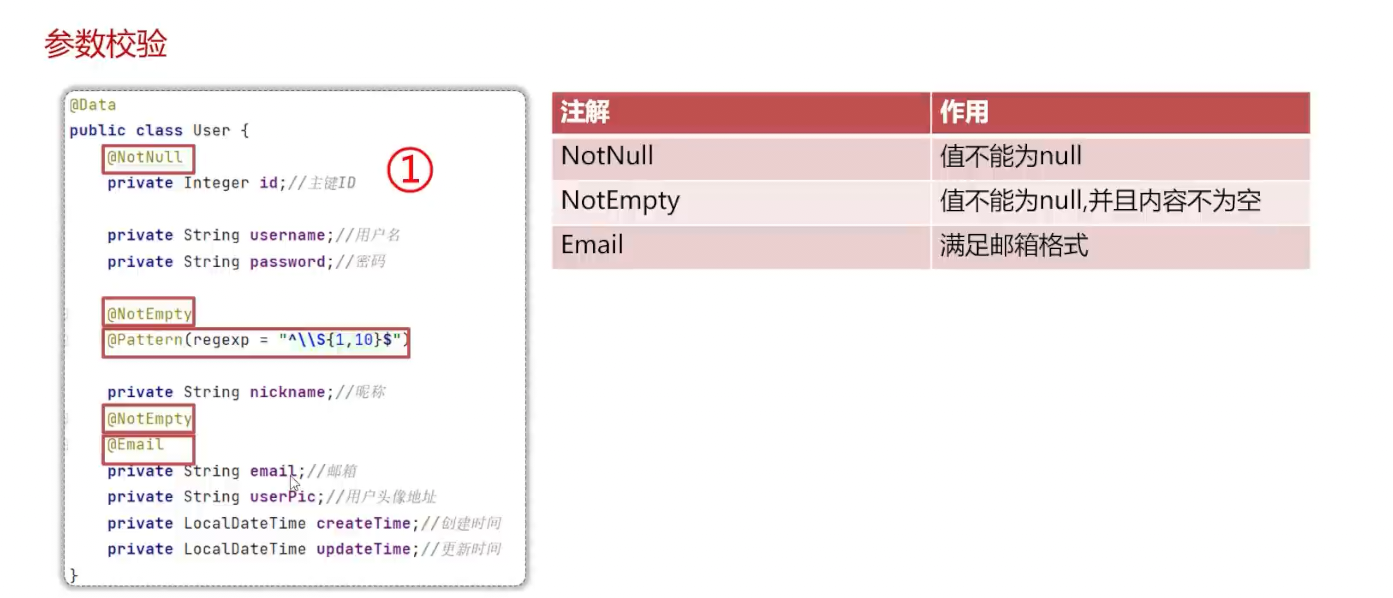 参数校验
@Data
public class User {
@NotNull
private Integer id;//主键ID
①
private String username;//用户名
private String password;//密码
@NotEmpty
@Pattern(regexp = "^\\S{1,10}$")
private String nickname;//昵称
@NotEmpty
@Email
private String email;//邮箱
private String userPic;//用户头像地址
private LocalDateTime createTime;//创建时间
private LocalDateTime updateTime;//更新时间
}
注解 作用
NotNull 值不能为null
NotEmpty 值不能为null,并且内容不为空
Email 满足邮箱格式